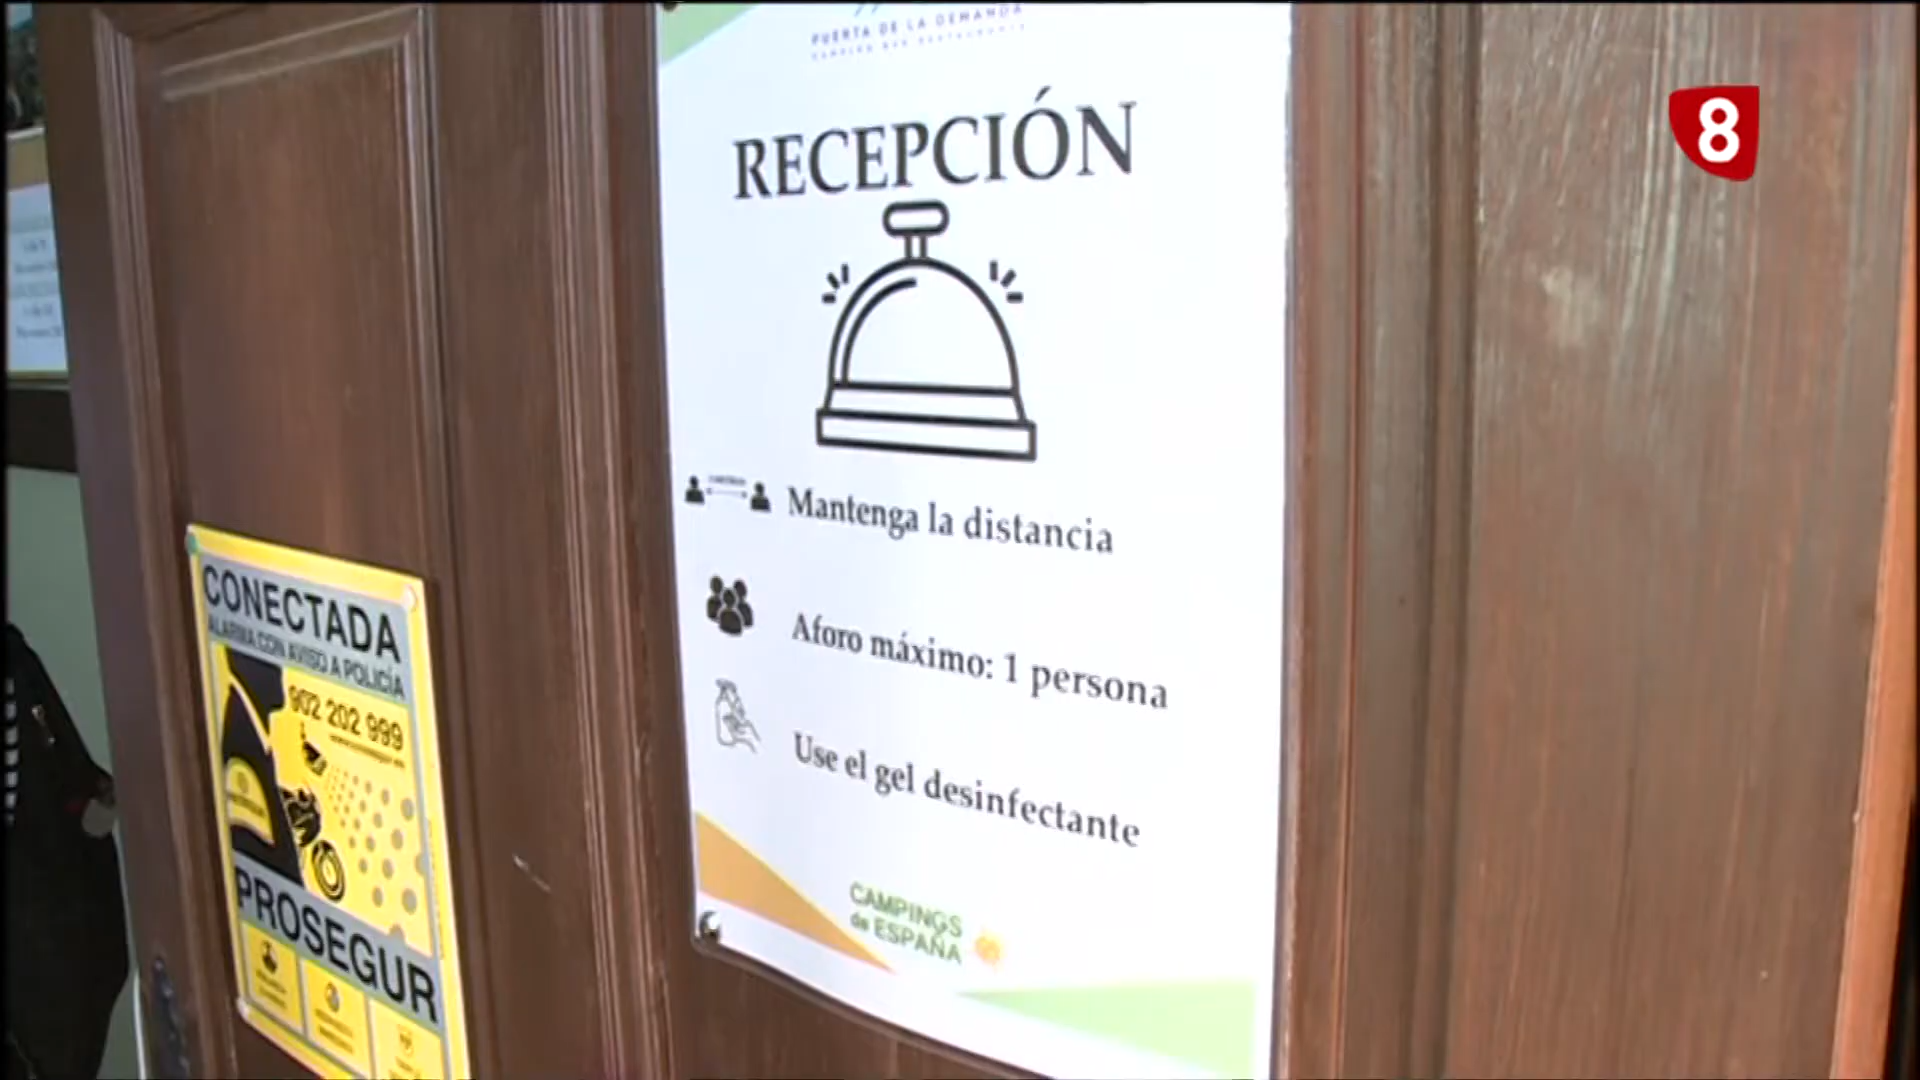 PUERTA DE LA DEMANDA
RECEPCIÓN
8
Mantenga la distancia
Aforo máximo: 1 persona
Use el gel desinfectante
CAMPINGS
de ESPAÑA
CONECTADA
ALARMA CON AVISO A POLICÍA
902 202 999
PROSEGUR